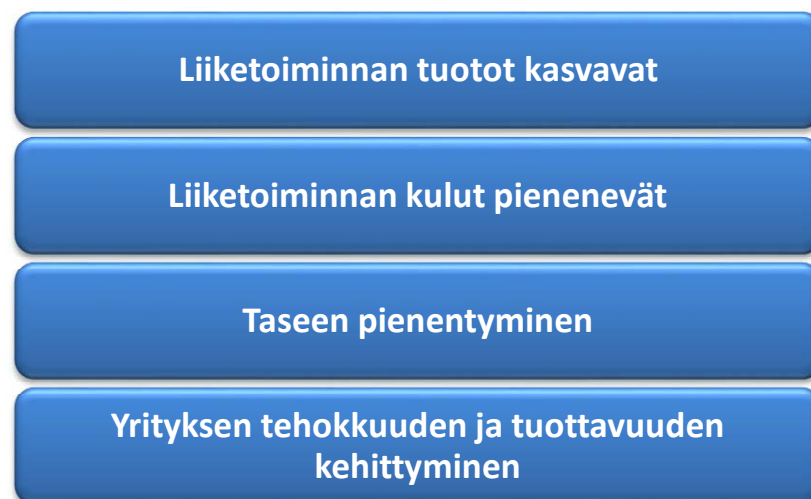 Liiketoiminnan tuotot kasvavat
Liiketoiminnan kulut pienenevät
Taseen pienentyminen
Yrityksen tehokkuuden ja tuottavuuden
kehittyminen